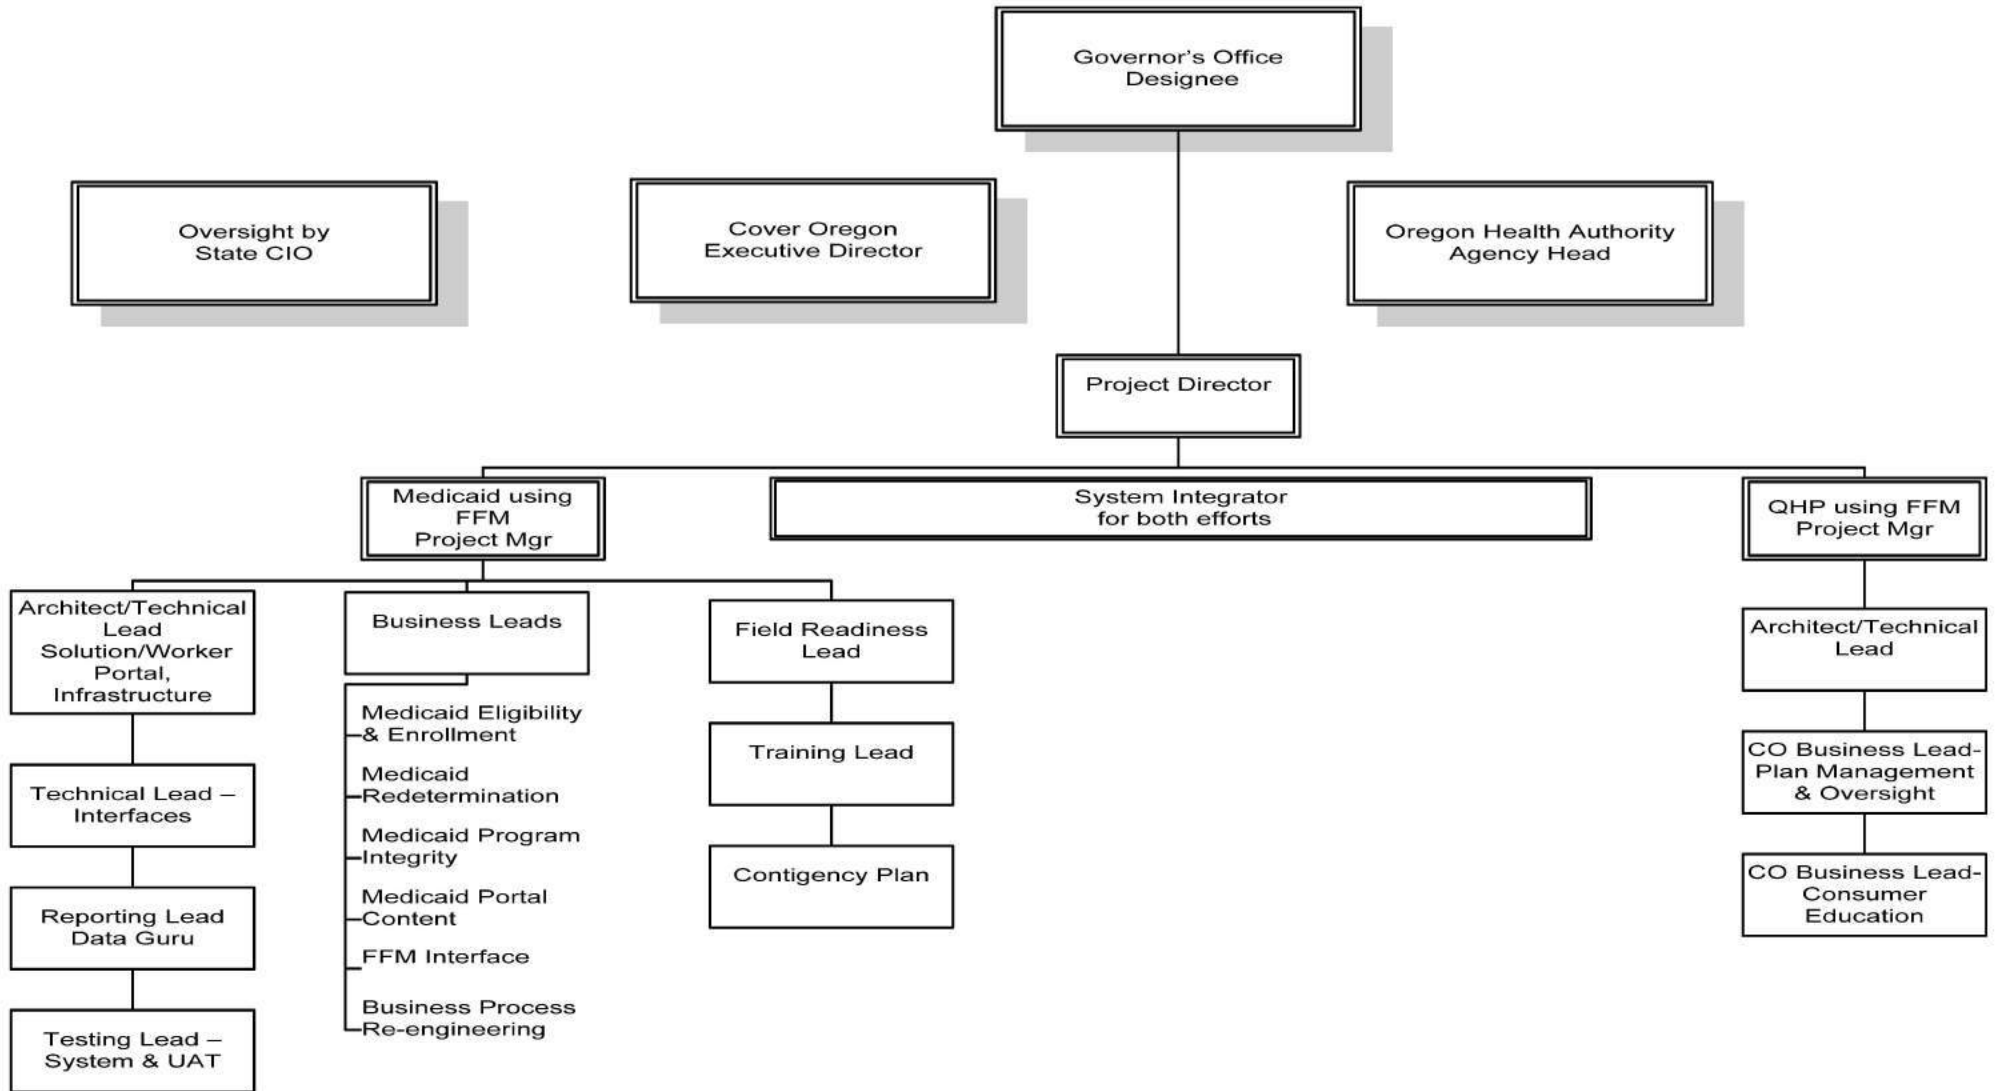 Governor's Office
Designee
Oversight by
State CIO
Cover Oregon
Executive Director
Oregon Health Authority
Agency Head
Project Director
Medicaid using
FFM
Project Mgr
System Integrator
for both efforts
QHP using FFM
Project Mgr
Architect/Technical
Lead
Solution/Worker
Portal,
Infrastructure
Technical Lead –
Interfaces
Reporting Lead
Data Guru
Testing Lead –
System & UAT
Business Leads
Medicaid Eligibility
& Enrollment
Medicaid
Redetermination
Medicaid Program
Integrity
Medicaid Portal
Content
FFM Interface
Business Process
Re-engineering
Field Readiness
Lead
Training Lead
Contigency Plan
Architect/Technical
Lead
CO Business Lead-
Plan Management
& Oversight
CO Business Lead-
Consumer
Education